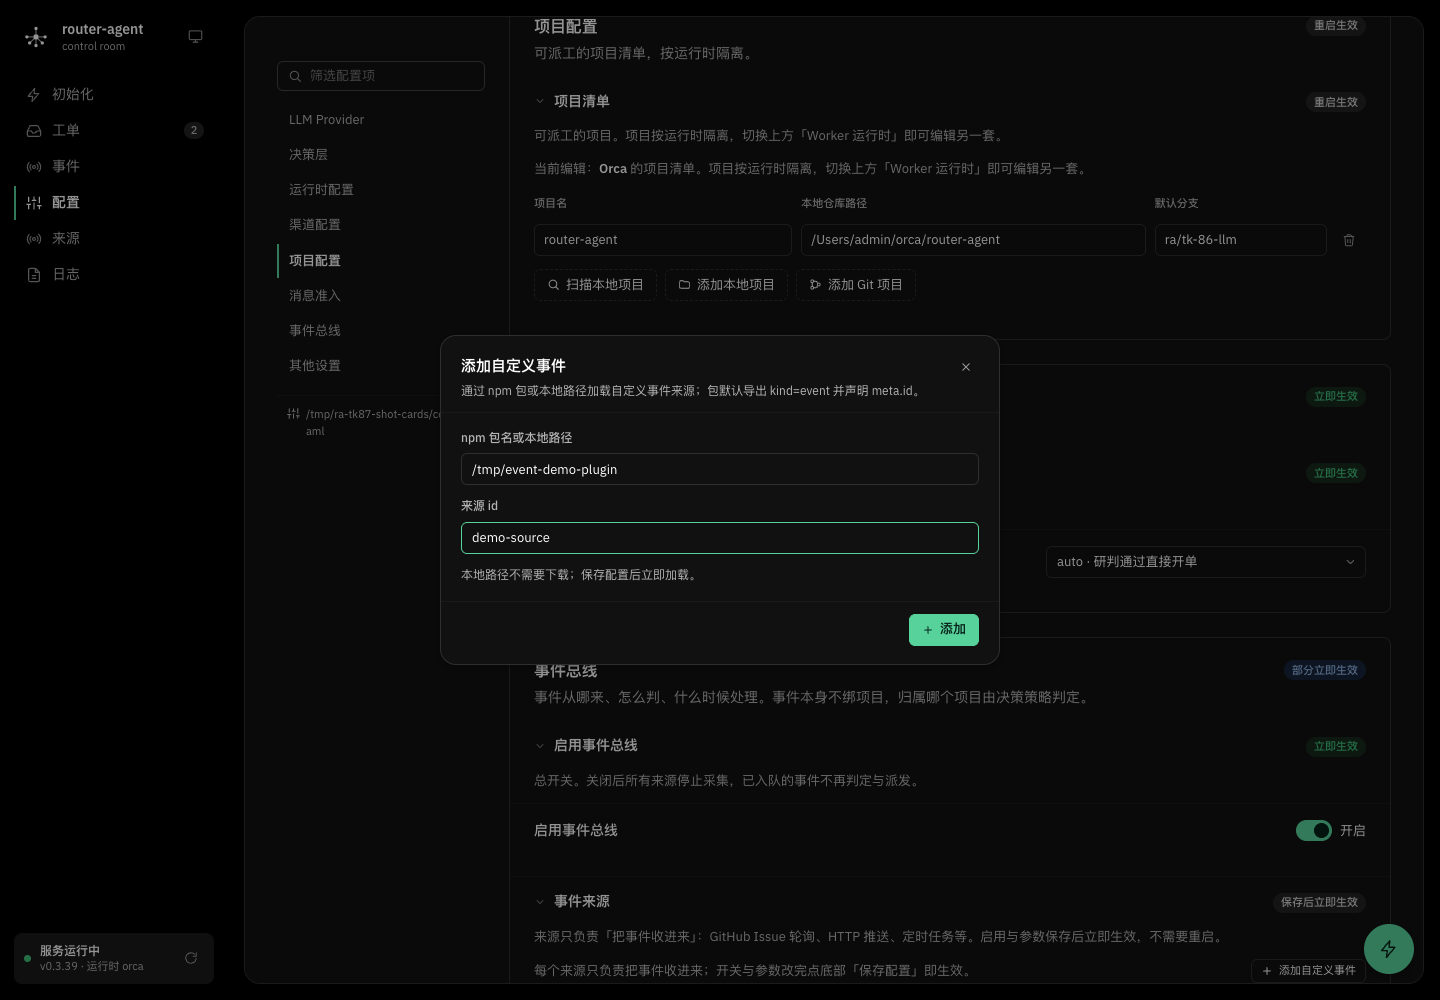 router-agent
control room
初始化
工单
2
事件
配置
来源
日志
服务运行中
v0.3.39 · 运行时 orca
筛选配置项
LLM Provider
决策层
运行时配置
渠道配置
项目配置
消息准入
事件总线
其他设置
/tmp/ra-tk87-shot-cards/c
aml
项目配置
重启生效
可派工的项目清单，按运行时隔离。
项目清单
重启生效
可派工的项目。项目按运行时隔离，切换上方「Worker 运行时」即可编辑另一套。
当前编辑：Orca 的项目清单。项目按运行时隔离，切换上方「Worker 运行时」即可编辑另一套。
项目名
本地仓库路径
默认分支
router-agent
/Users/admin/orca/router-agent
ra/tk-86-llm
扫描本地项目
添加本地项目
添加 Git 项目
添加自定义事件
通过 npm 包或本地路径加载自定义事件来源；包默认导出 kind=event 并声明 meta.id。
npm 包名或本地路径
/tmp/event-demo-plugin
来源 id
demo-source
本地路径不需要下载；保存配置后立即加载。
添加
立即生效
立即生效
auto · 研判通过直接开单
事件总线
部分立即生效
事件从哪来、怎么判、什么时候处理。事件本身不绑项目，归属哪个项目由决策策略判定。
启用事件总线
立即生效
总开关。关闭后所有来源停止采集，已入队的事件不再判定与派发。
启用事件总线
开启
事件来源
保存后立即生效
来源只负责「把事件收进来」：GitHub Issue 轮询、HTTP 推送、定时任务等。启用与参数保存后立即生效，不需要重启。
每个来源只负责把事件收进来；开关与参数改完点底部「保存配置」即生效。
添加自定义事件